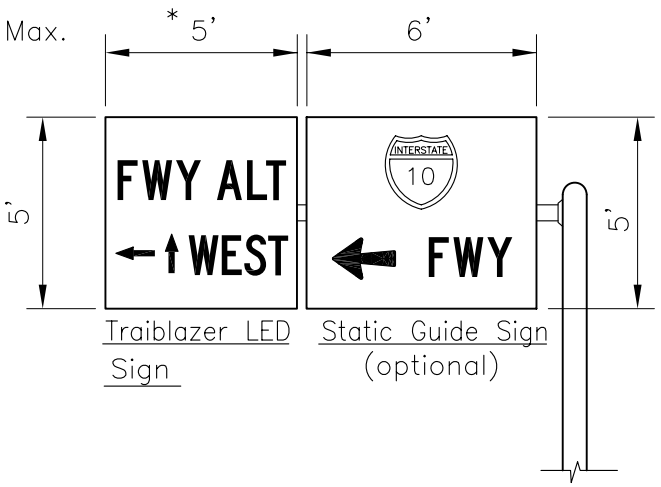 Max. * 5' 6'
FWY ALT
WEST
INTERSTATE
10
FWY
5'
5'
Traiblazer LED
Sign
Static Guide Sign
(optional)